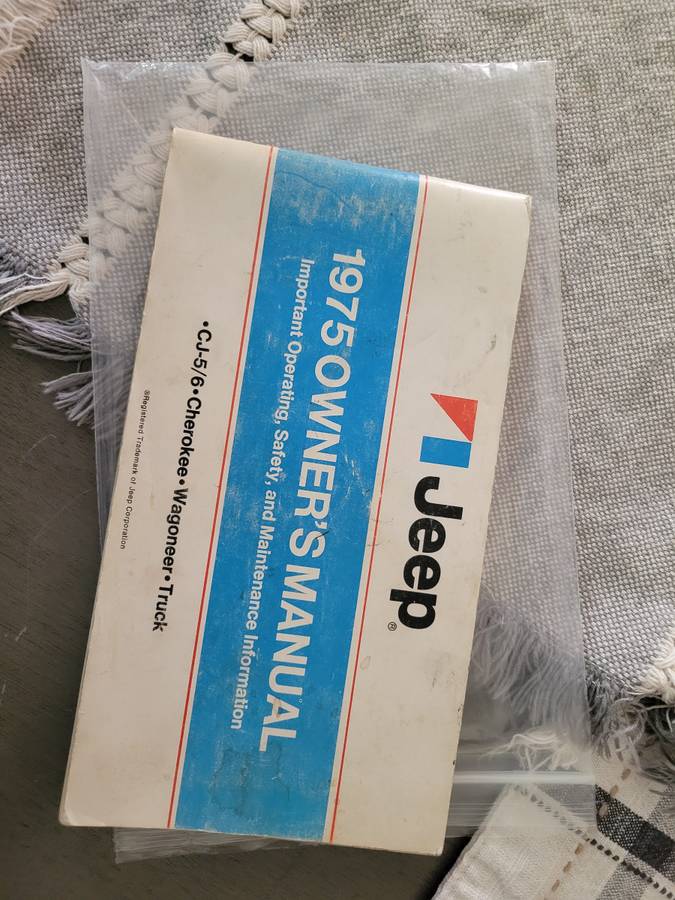 Jeep®
1975 OWNER'S MANUAL
Important Operating, Safety, and Maintenance Information
•CJ-5/6•Cherokee•Wagoneer•Truck
®Registered Trademark of Jeep Corporation